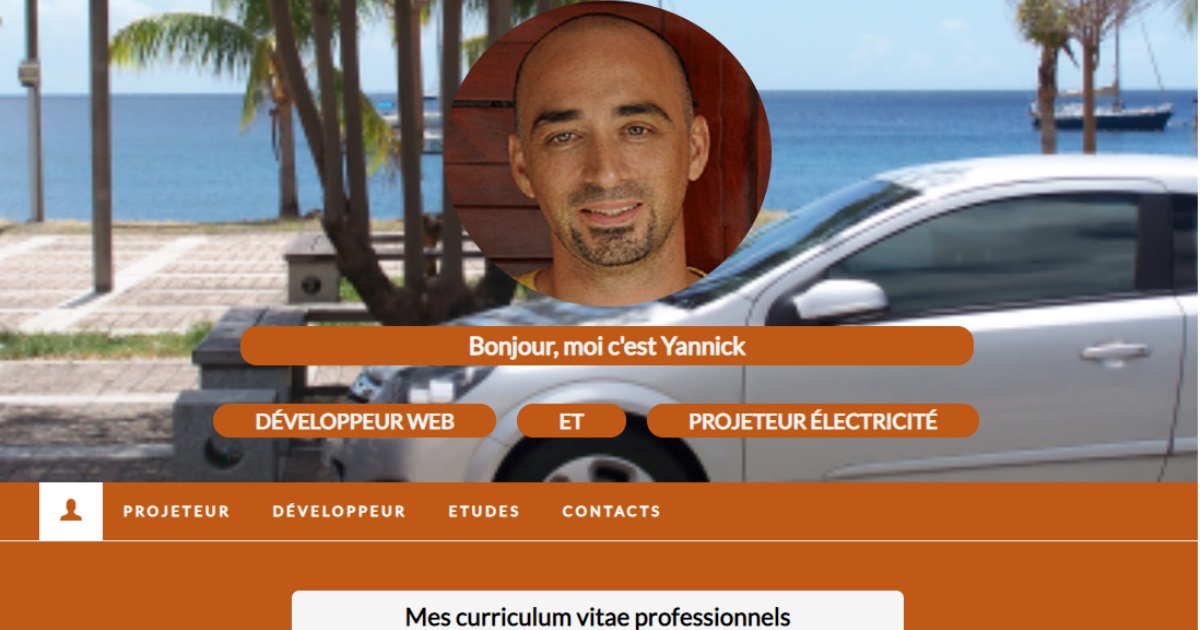 Bonjour, moi c'est Yannick
DÉVELOPPEUR WEB ET PROJETEUR ÉLECTRICITÉ
PROJETEUR DÉVELOPPEUR ETUDES CONTACTS
Mes curriculum vitae professionnels